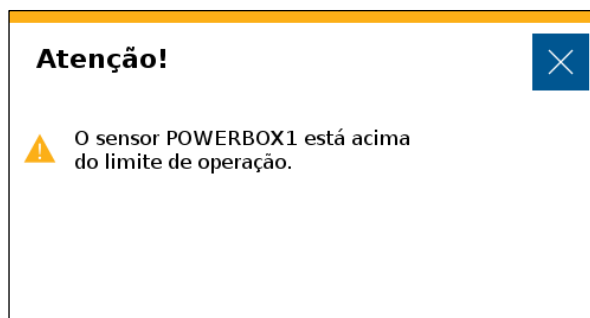 Atenção!
O sensor POWERBOX1 está acima
do limite de operação.